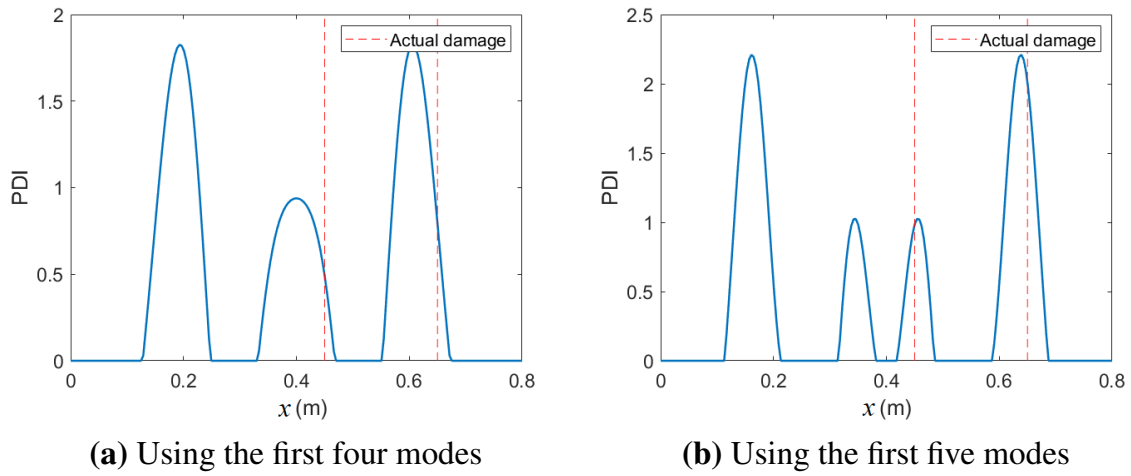 2
1.5
1
0.5
0
PDI
0
0.2
0.4
0.6
0.8
x (m)
Actual damage
(a) Using the first four modes
2.5
2
1.5
1
0.5
0
PDI
0
0.2
0.4
0.6
0.8
x (m)
Actual damage
(b) Using the first five modes